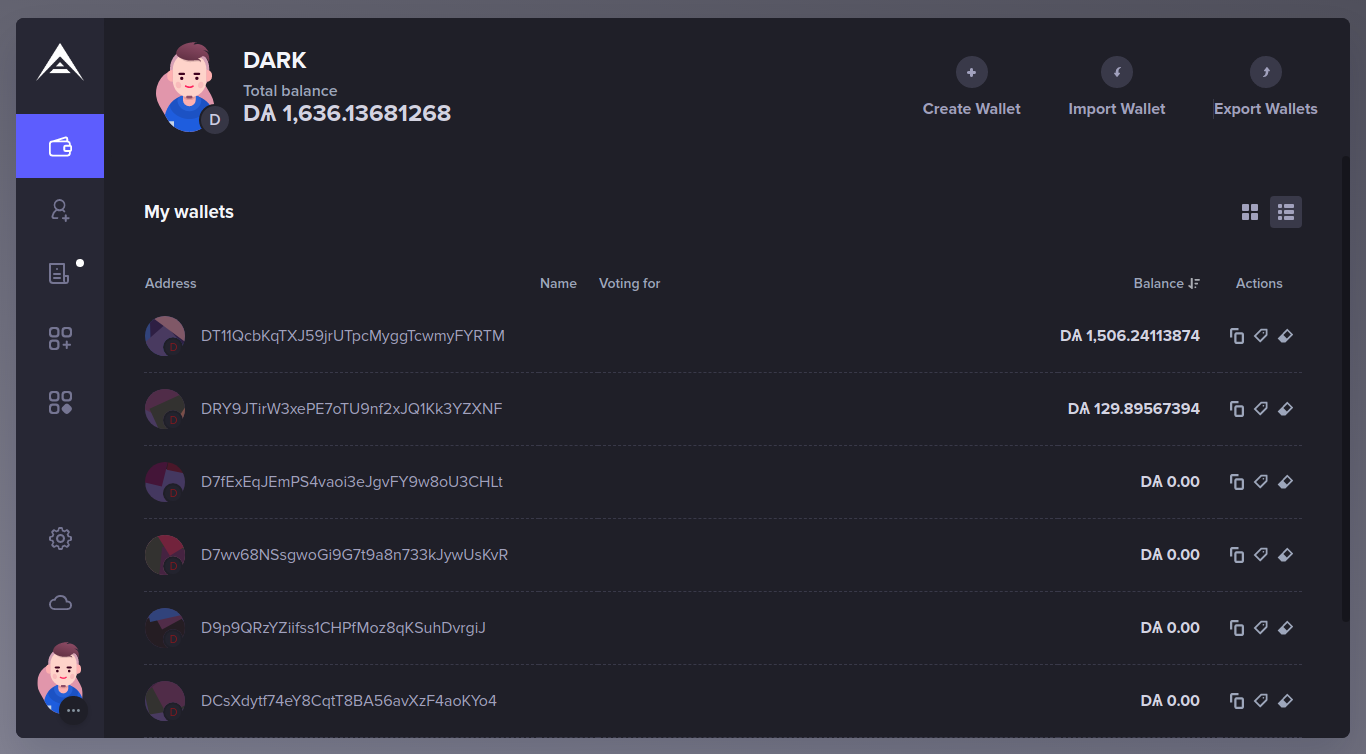 DARK
Total balance
DѦ 1,636.13681268
D
Create Wallet
Import Wallet
Export Wallets
My wallets
Address Name Voting for Balance Actions
DT11QcbKqTXJ59jrUTpcMyggTcwmyFYRTM DѦ 1,506.24113874
D
DRY9JTirW3xePE7oTU9nf2xJQ1Kk3YZXNF DѦ 129.89567394
D
D7fExEqJEmPS4vaoi3eJgvFY9w8oU3CHLt DѦ 0.00
D
D7wv68NSsgwoGi9G7t9a8n733kJywUsKvR DѦ 0.00
D
D9p9QRzYZiifss1CHPfMoz8qKSuhDvrgiJ DѦ 0.00
D
DCsXdytf74eY8CqtT8BA56avXzF4aoKYo4 DѦ 0.00
D